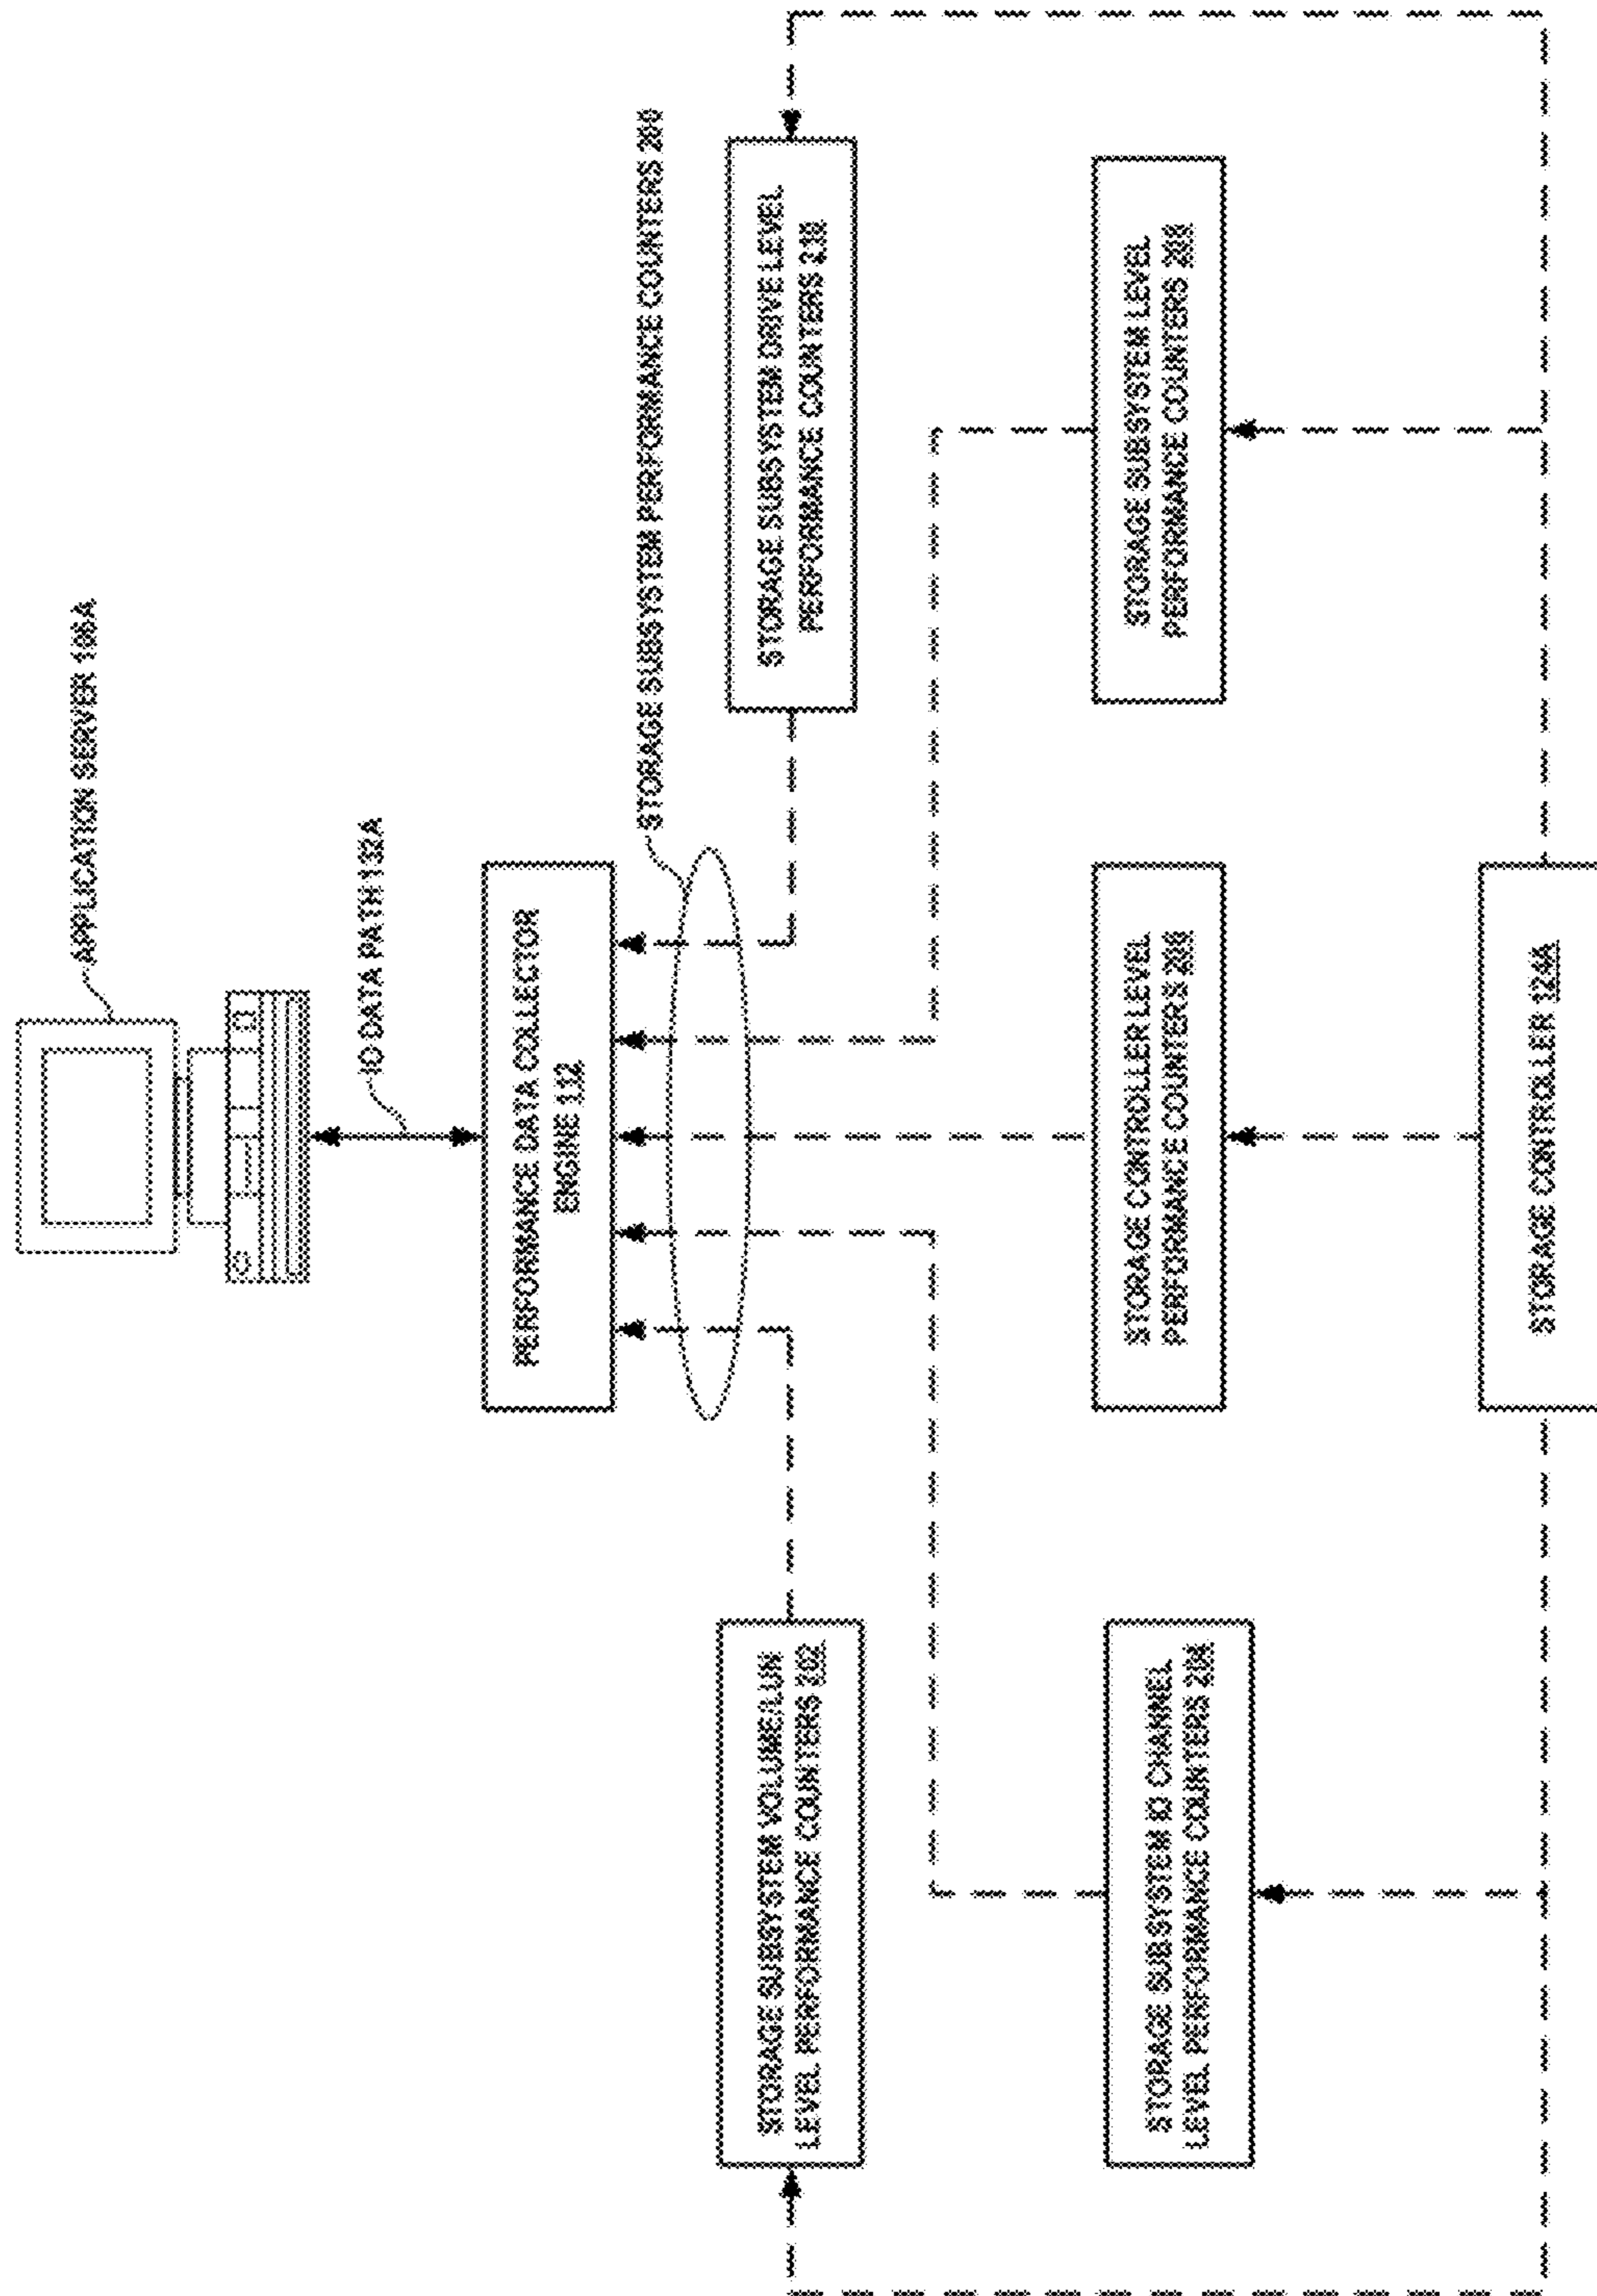 APPLICATION SERVER
IO DATA PATH 132A
PERFORMANCE DATA COLLECTOR
ENGINE 112
STORAGE SUBSYSTEM PERFORMANCE COUNTERS 200
STORAGE SUBSYSTEM VOLUME/LUN
LEVEL PERFORMANCE COUNTERS 202
STORAGE SUBSYSTEM DRIVE LEVEL
PERFORMANCE COUNTERS 210
STORAGE SUBSYSTEM IO CHANNEL
LEVEL PERFORMANCE COUNTERS 204
STORAGE CONTROLLER LEVEL
PERFORMANCE COUNTERS
STORAGE SUBSYSTEM LEVEL
PERFORMANCE COUNTERS
STORAGE CONTROLLER 124A